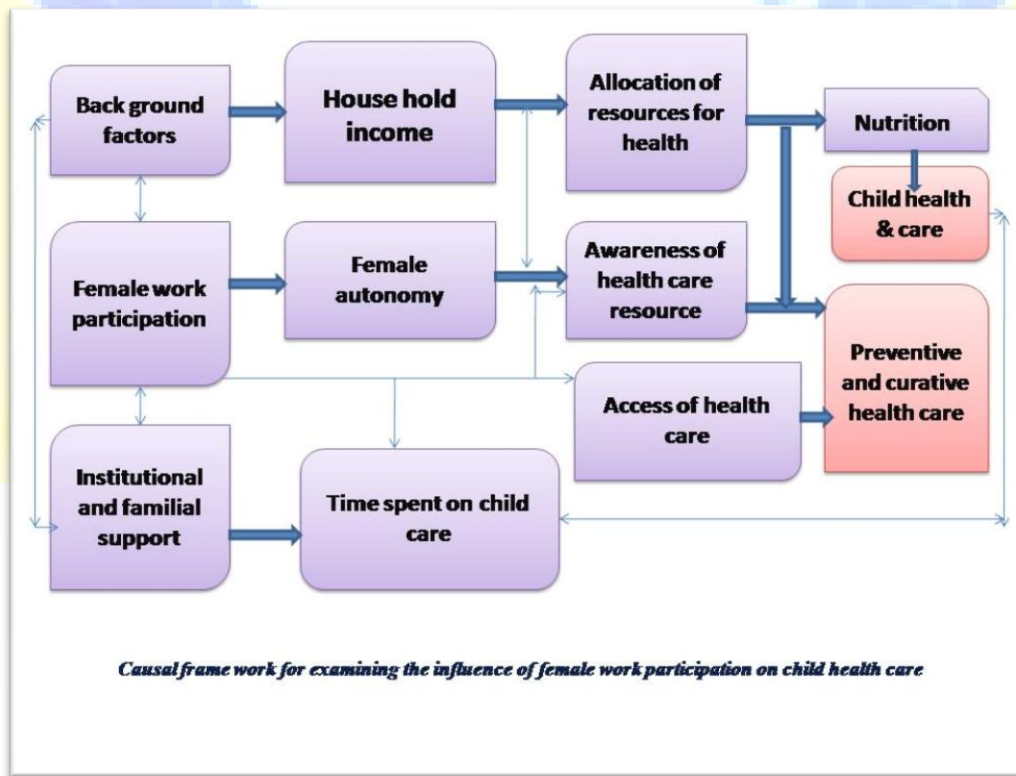 Back ground
factors
House hold
income
Allocation of
resources for
health
Nutrition
Child health
& care
Female work
participation
Female
autonomy
Awareness of
health care
resource
Preventive
and curative
health care
Access of health
care
Institutional
and familial
support
Time spent on child
care
Causal frame work for examining the influence of female work participation on child health care